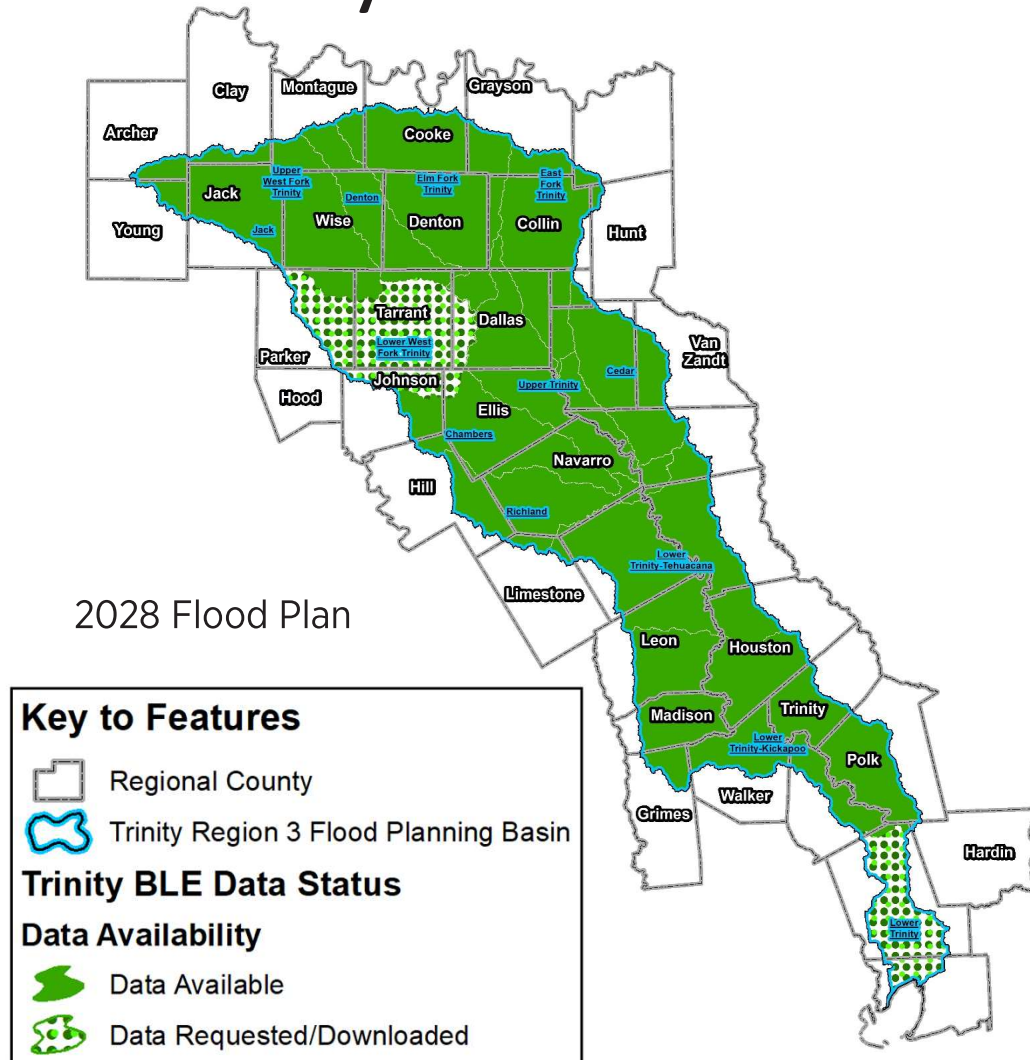 Clay
Montague
Grayson
Archer
Cooke
Upper
West Fork
Trinity
Elm Fork
Trinity
East
Fork
Trinity
Jack
Denton
Wise
Denton
Collin
Young
Jack
Hunt
Tarrant
Dallas
Lower West
Fork Trinity
Van
Zandt
Parker
Johnson
Cedar
Upper Trinity
Hood
Ellis
Chambers
Navarro
Hill
Richland
Lower
Trinity-Tehuacana
Limestone
2028 Flood Plan
Leon
Houston
Madison
Trinity
Lower
Trinity-Kickapoo
Polk
Walker
Grimes
Hardin
Lower
Trinity
Key to Features
Regional County
Trinity Region 3 Flood Planning Basin
Trinity BLE Data Status
Data Availability
Data Available
Data Requested/Downloaded